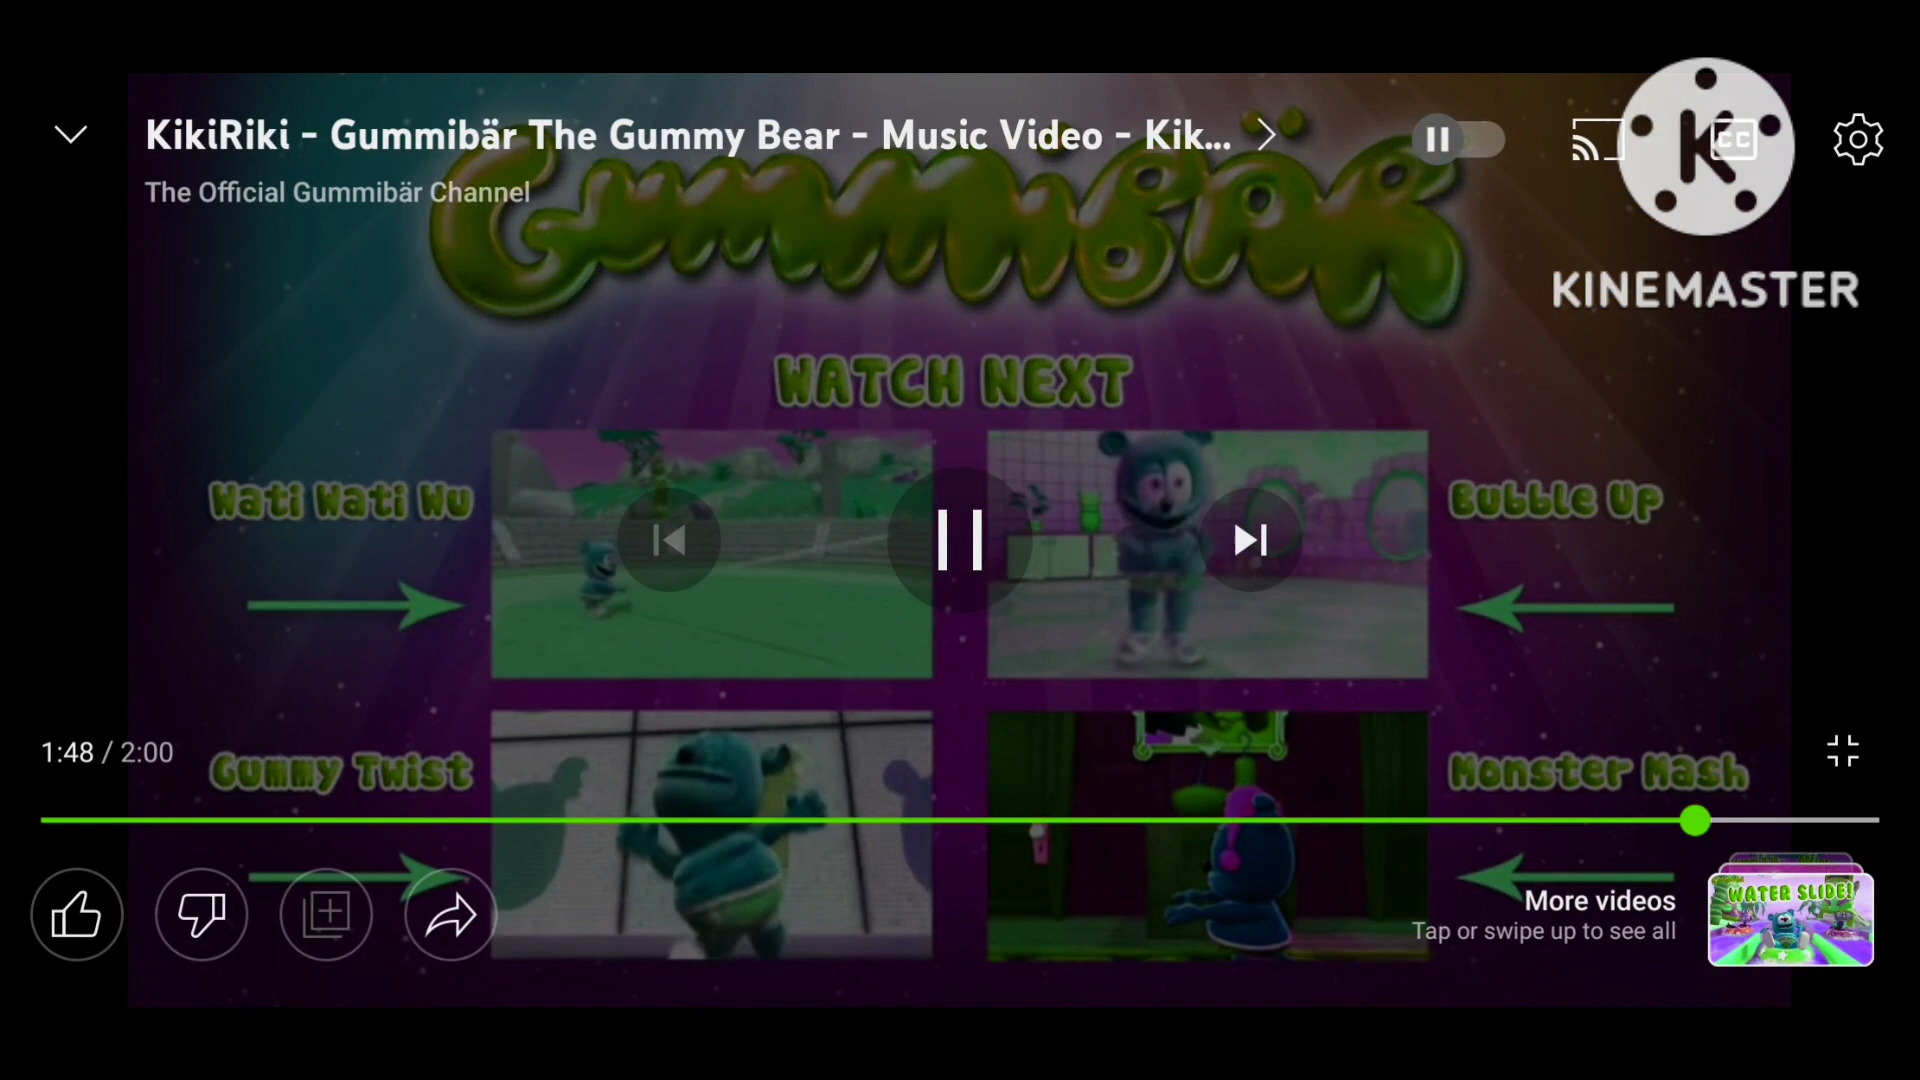 KikiRiki - Gummibär The Gummy Bear - Music Video - Kik...
The Official Gummibär Channel
CC
K
KINEMASTER
GUMMIBÄR
WATCH NEXT
Wati Wati Wu
Bubble Up
1:48 / 2:00
Gummy Twist
Monster Mash
More videos
Tap or swipe up to see all
WATER SLIDE!